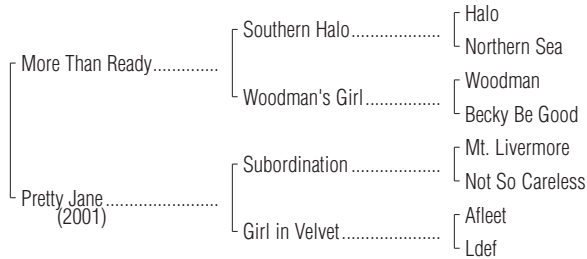 Halo
Southern Halo
Northern Sea
More Than Ready
Woodman
Woodman's Girl
Becky Be Good
Mt. Livermore
Subordination
Not So Careless
Pretty Jane
(2001)
Afleet
Girl in Velvet
Ldef